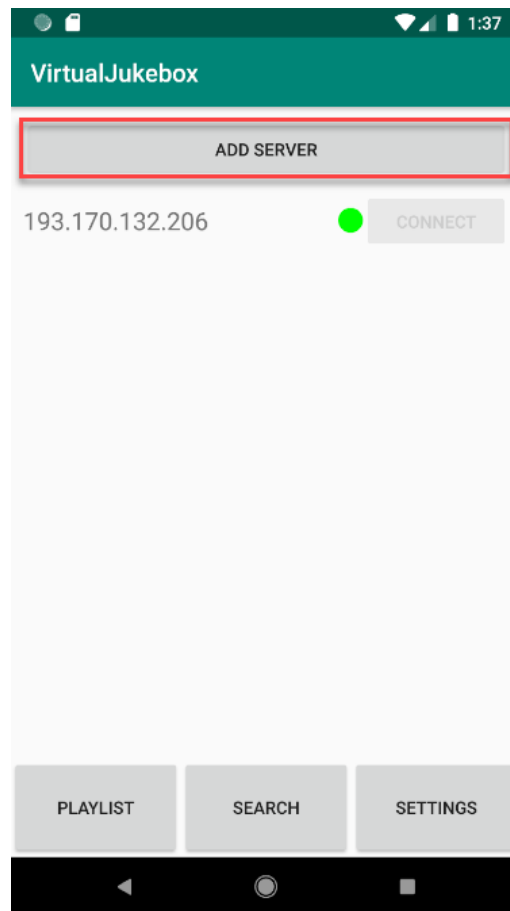 1:37
VirtualJukebox
ADD SERVER
193.170.132.206 CONNECT
PLAYLIST SEARCH SETTINGS